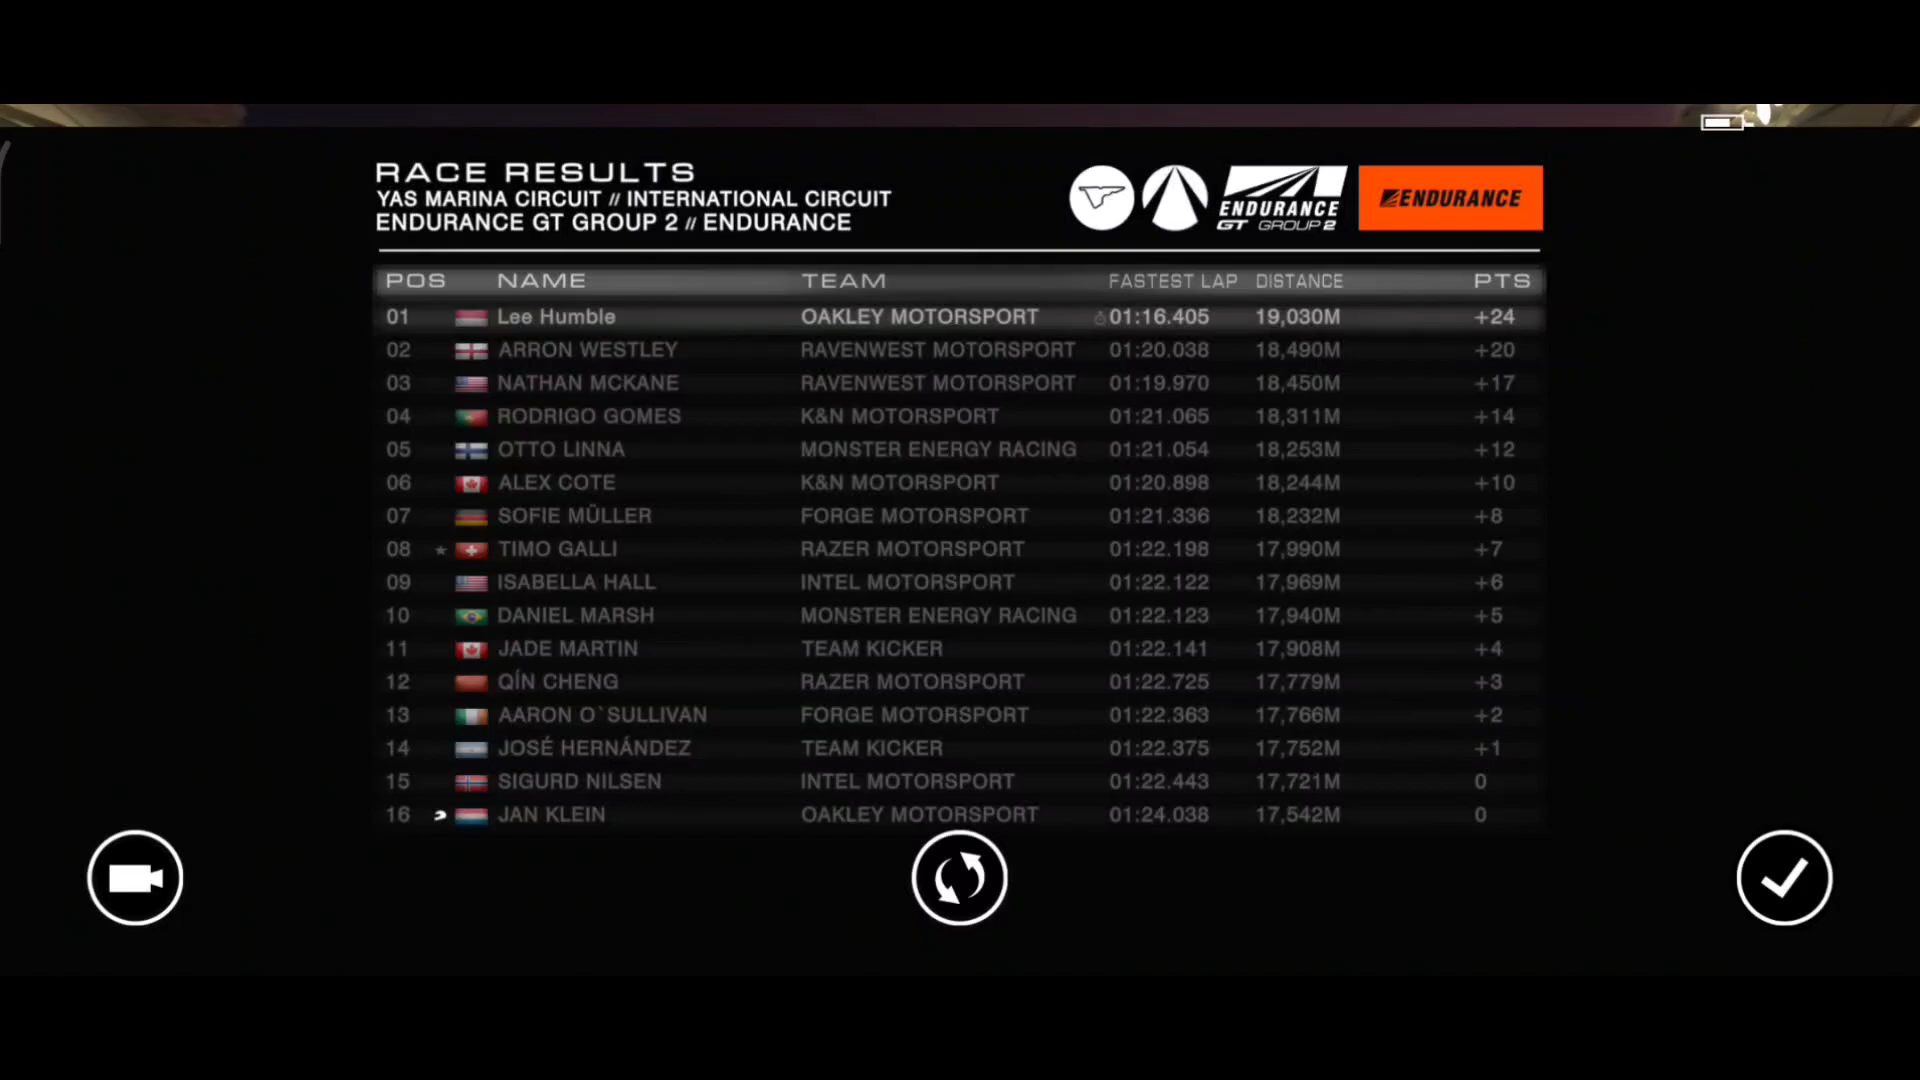 RACE RESULTS
YAS MARINA CIRCUIT // INTERNATIONAL CIRCUIT
ENDURANCE GT GROUP 2 // ENDURANCE
ENDURANCE
GT GROUP 2
ENDURANCE
POS NAME TEAM FASTEST LAP DISTANCE PTS
01 Lee Humble OAKLEY MOTORSPORT 01:16.405 19,030M +24
02 ARRON WESTLEY RAVENWEST MOTORSPORT 01:20.038 18,490M +20
03 NATHAN MCKANE RAVENWEST MOTORSPORT 01:19.970 18,450M +17
04 RODRIGO GOMES K&N MOTORSPORT 01:21.065 18,311M +14
05 OTTO LINNA MONSTER ENERGY RACING 01:21.054 18,253M +12
06 ALEX COTE K&N MOTORSPORT 01:20.898 18,244M +10
07 SOFIE MÜLLER FORGE MOTORSPORT 01:21.336 18,232M +8
08 TIMO GALLI RAZER MOTORSPORT 01:22.198 17,990M +7
09 ISABELLA HALL INTEL MOTORSPORT 01:22.122 17,969M +6
10 DANIEL MARSH MONSTER ENERGY RACING 01:22.123 17,940M +5
11 JADE MARTIN TEAM KICKER 01:22.141 17,908M +4
12 QÍN CHENG RAZER MOTORSPORT 01:22.725 17,779M +3
13 AARON O`SULLIVAN FORGE MOTORSPORT 01:22.363 17,766M +2
14 JOSÉ HERNÁNDEZ TEAM KICKER 01:22.375 17,752M +1
15 SIGURD NILSEN INTEL MOTORSPORT 01:22.443 17,721M 0
16 JAN KLEIN OAKLEY MOTORSPORT 01:24.038 17,542M 0